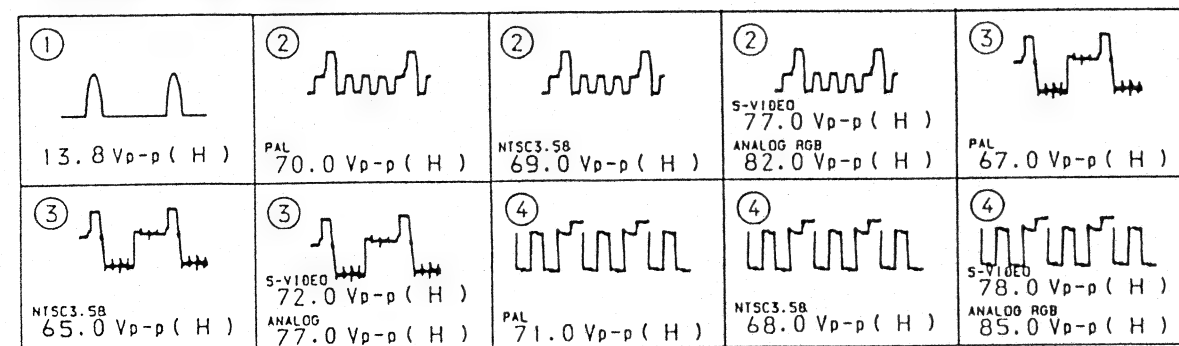 ①
13.8 Vp-p ( H )
②
PAL
70.0 Vp-p ( H )
②
NTSC3.58
69.0 Vp-p ( H )
②
S-VIDEO
77.0 Vp-p ( H )
ANALOG RGB
82.0 Vp-p ( H )
③
PAL
67.0 Vp-p ( H )
③
NTSC3.58
65.0 Vp-p ( H )
③
S-VIDEO
72.0 Vp-p ( H )
ANALOG
77.0 Vp-p ( H )
④
PAL
71.0 Vp-p ( H )
④
NTSC3.58
68.0 Vp-p ( H )
④
S-VIDEO
78.0 Vp-p ( H )
ANALOG RGB
85.0 Vp-p ( H )